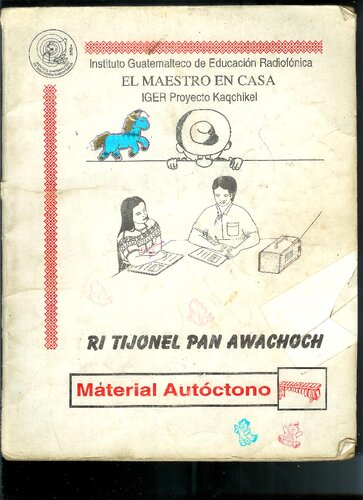 Instituto Guatemalteco de Educación Radiofónica
EL MAESTRO EN CASA
IGER Proyecto Kaqchikel
RI TIJONEL PAN AWACHOCH
Material Autóctono